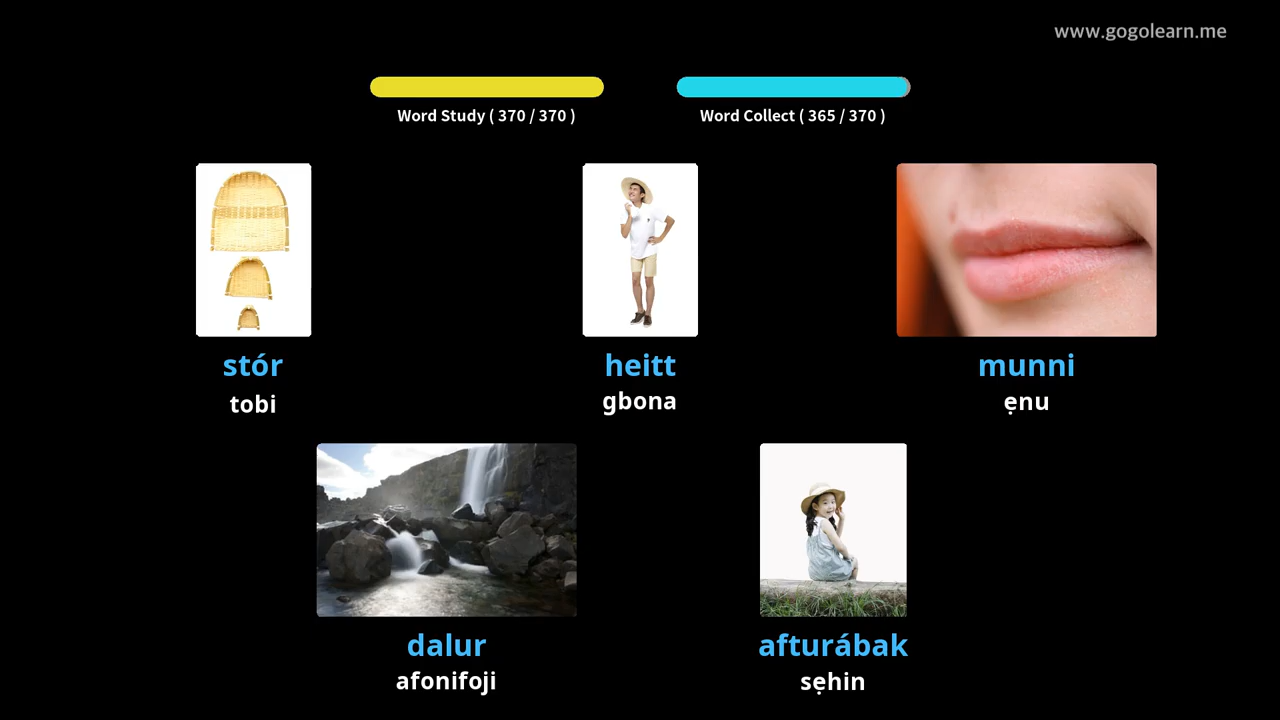 www.gogolearn.me
Word Study ( 370 / 370 )
Word Collect ( 365 / 370 )
stór
tobi
heitt
gbona
munni
ẹnu
dalur
afonifoji
afturábak
sẹhin